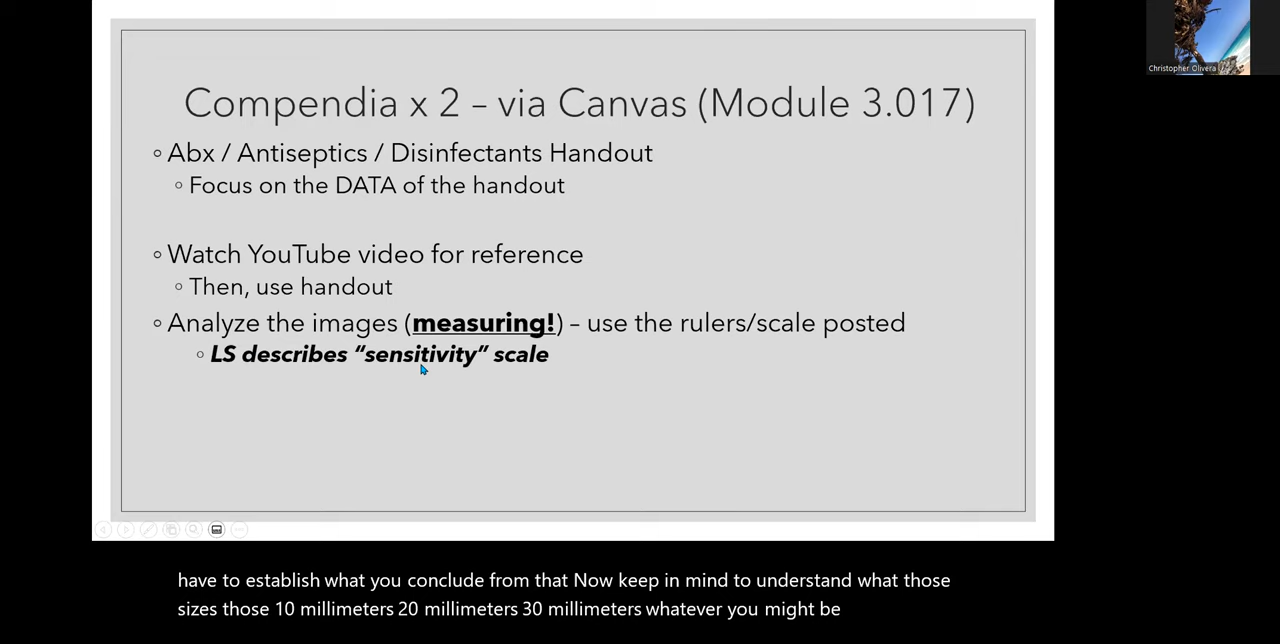 Christopher Olivera
Compendia x 2 – via Canvas (Module 3.017)
Abx / Antiseptics / Disinfectants Handout
Focus on the DATA of the handout
Watch YouTube video for reference
Then, use handout
Analyze the images (measuring!) – use the rulers/scale posted
LS describes “sensitivity” scale
have to establish what you conclude from that Now keep in mind to understand what those
sizes those 10 millimeters 20 millimeters 30 millimeters whatever you might be